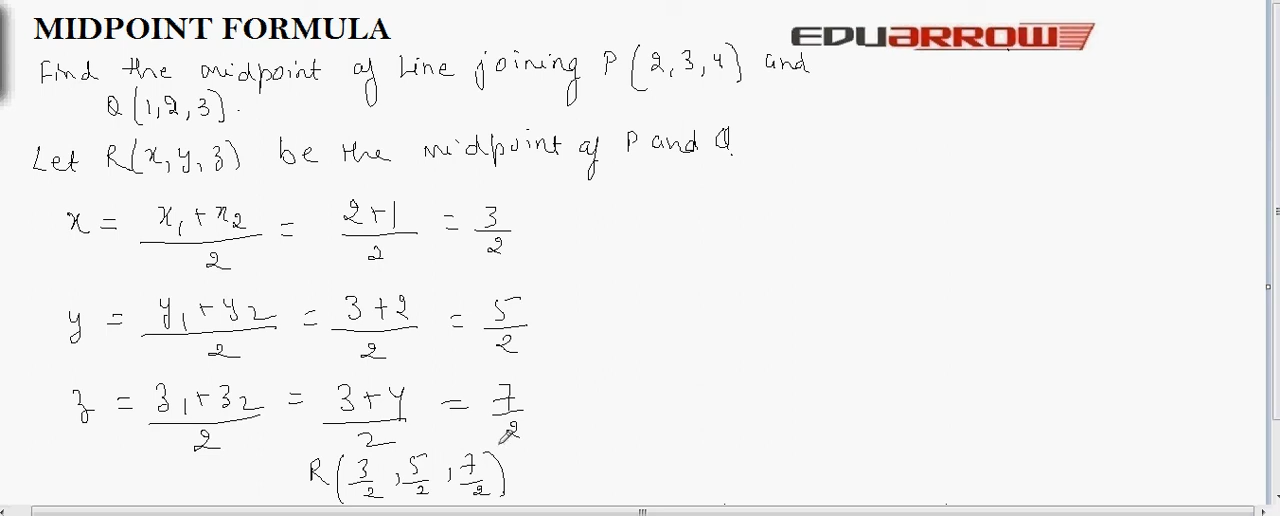 MIDPOINT FORMULA
EDUARROW
Find the midpoint of Line joining P(2,3,4) and
Q(1,2,3).
Let R(x,y,z) be the midpoint of P and Q.
x = x₁+x₂/2 = 2+1/2 = 3/2
y = y₁+y₂/2 = 3+2/2 = 5/2
z = z₁+z₂/2 = 3+4/2 = 7/2
R(3/2, 5/2, 7/2)